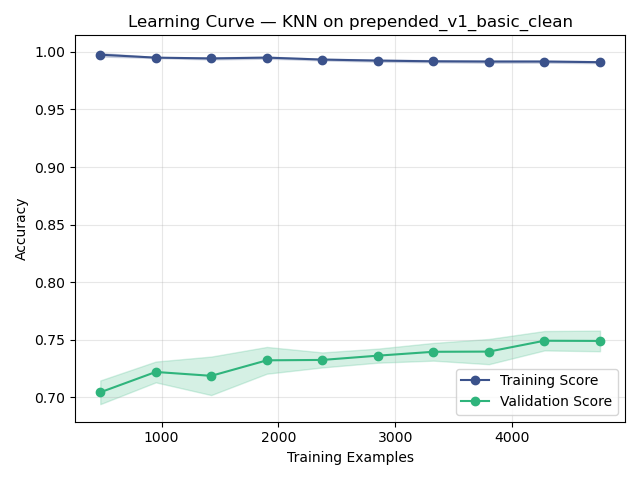 Learning Curve — KNN on prepended_v1_basic_clean
1.00
0.95
0.90
0.85
0.80
0.75
0.70
Accuracy
Training Score
Validation Score
1000
2000
3000
4000
Training Examples